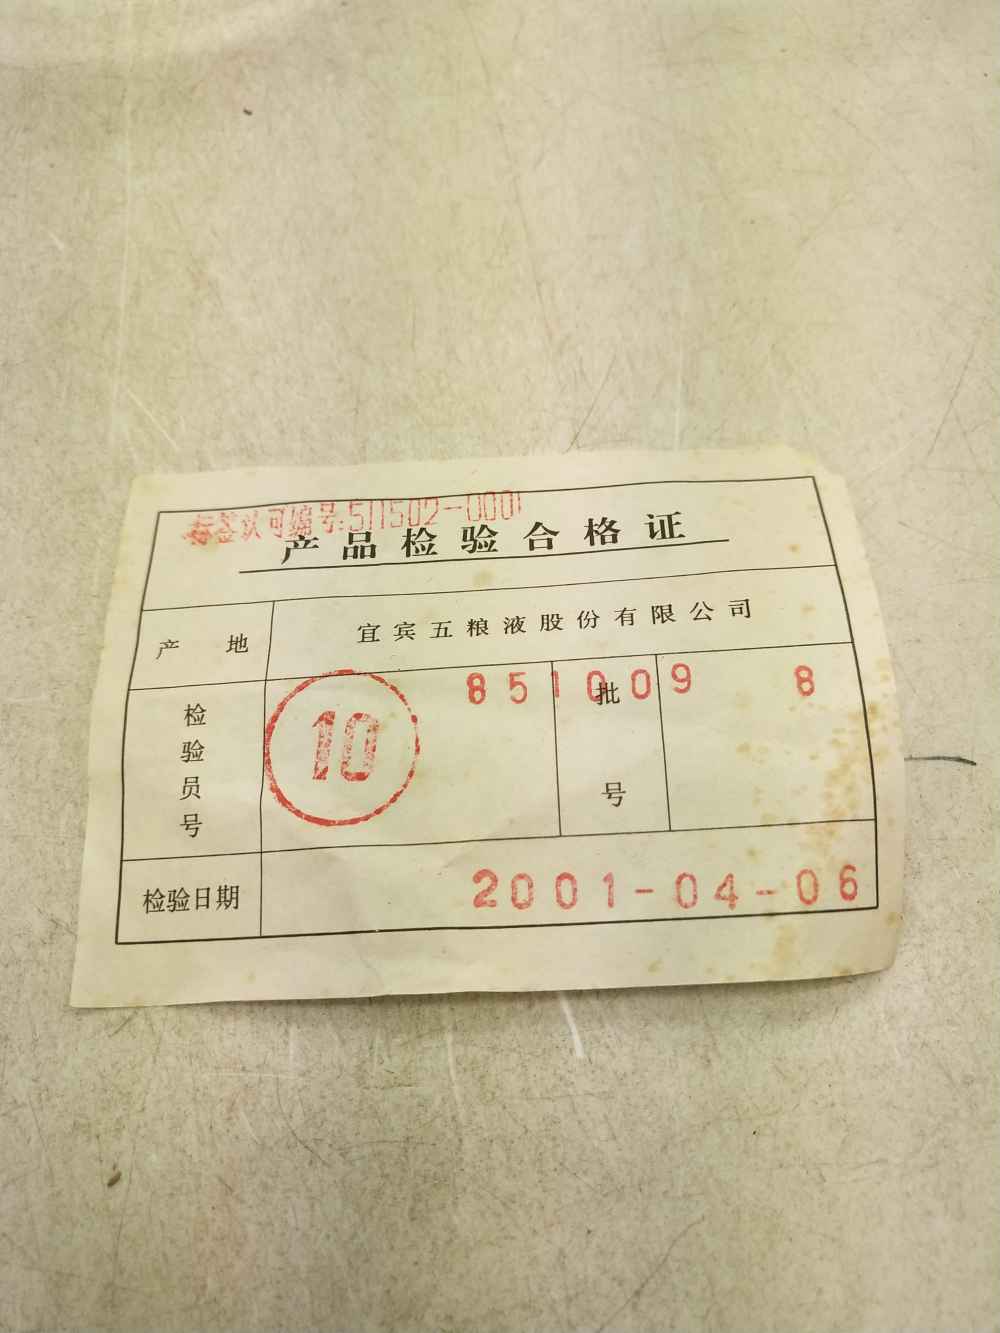 标签认可编号:511502-0001
产品检验合格证
产 地 宜宾五粮液股份有限公司
检验员号 10 批号 851009 8
检验日期 2001-04-06